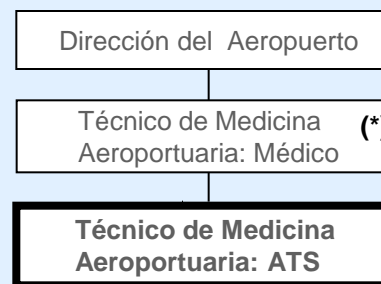 Dirección del Aeropuerto
Técnico de Medicina (*)
Aeroportuaria: Médico
Técnico de Medicina
Aeroportuaria: ATS